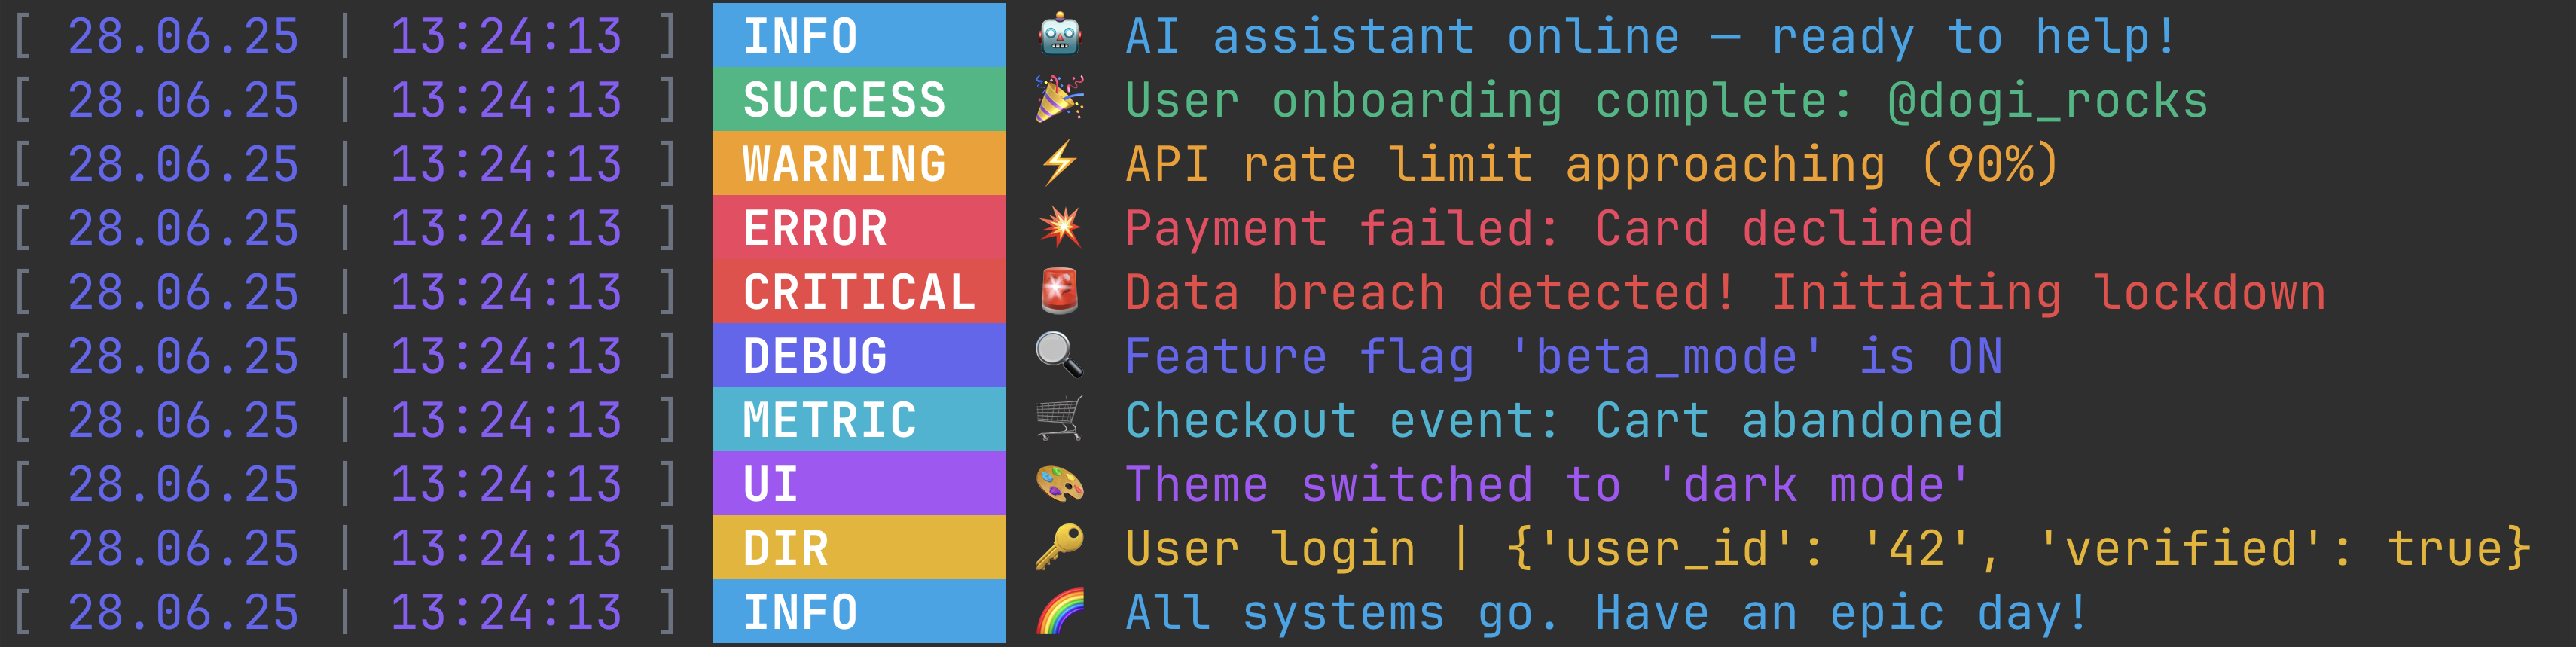 [ 28.06.25 | 13:24:13 ] INFO 🤖 AI assistant online — ready to help!
[ 28.06.25 | 13:24:13 ] SUCCESS 🎉 User onboarding complete: @dogi_rocks
[ 28.06.25 | 13:24:13 ] WARNING ⚡ API rate limit approaching (90%)
[ 28.06.25 | 13:24:13 ] ERROR 💥 Payment failed: Card declined
[ 28.06.25 | 13:24:13 ] CRITICAL 🚨 Data breach detected! Initiating lockdown
[ 28.06.25 | 13:24:13 ] DEBUG 🔍 Feature flag 'beta_mode' is ON
[ 28.06.25 | 13:24:13 ] METRIC 🛒 Checkout event: Cart abandoned
[ 28.06.25 | 13:24:13 ] UI 🎨 Theme switched to 'dark mode'
[ 28.06.25 | 13:24:13 ] DIR 🔑 User login | {'user_id': '42', 'verified': true}
[ 28.06.25 | 13:24:13 ] INFO 🌈 All systems go. Have an epic day!